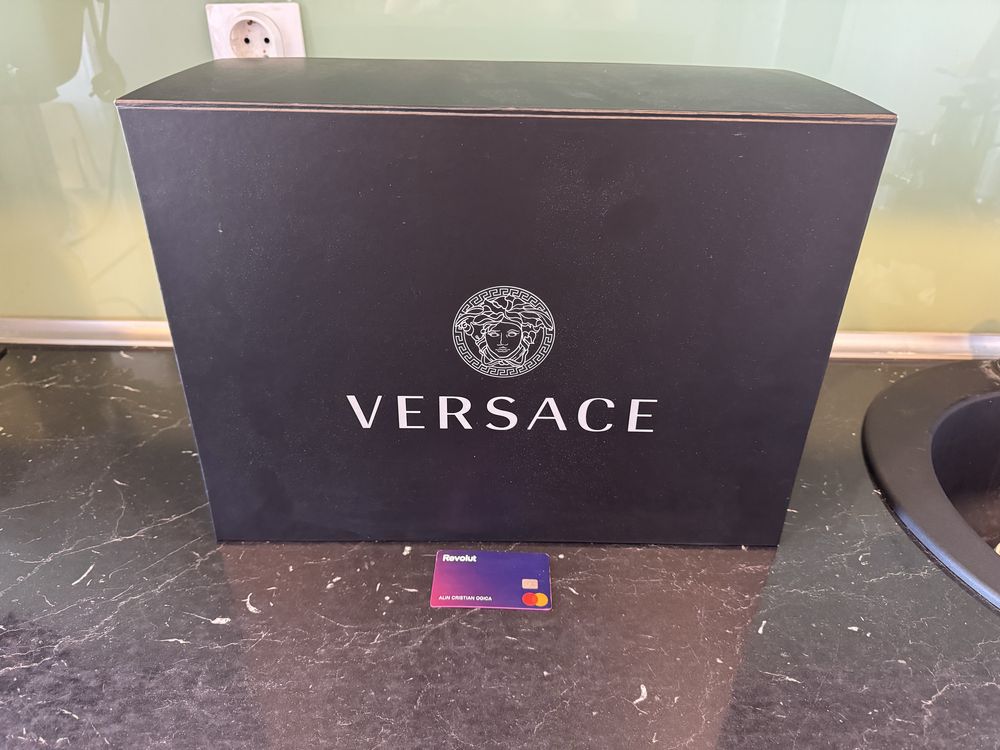 VERSACE
Revolut
ALIN CRISTIAN OGICA